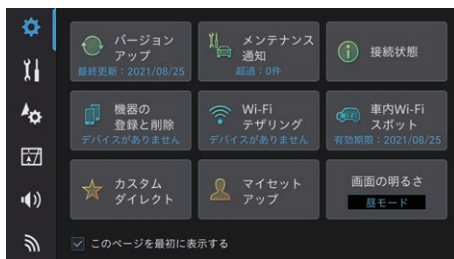 バージョン
アップ
最終更新：2021/08/25
メンテナンス
通知
超過：0件
接続状態
機器の
登録と削除
デバイスがありません
Wi-Fi
テザリング
デバイスがありません
車内Wi-Fi
スポット
有効期限：2021/08/25
カスタム
ダイレクト
マイセット
アップ
画面の明るさ
昼モード
このページを最初に表示する